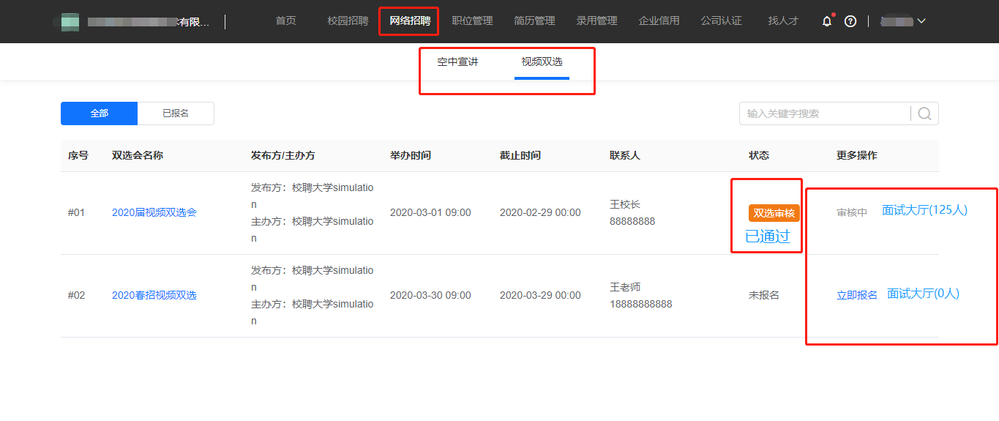 术有限...
首页 校园招聘 网络招聘 职位管理 简历管理 录用管理 企业信用 公司认证 找人才
空中宣讲 视频双选
全部 已报名 输入关键字搜索
序号 双选会名称 发布方/主办方 举办时间 截止时间 联系人 状态 更多操作
#01 2020届视频双选会
发布方：校聘大学simulatio
n
主办方：校聘大学simulatio
n
2020-03-01 09:00 2020-02-29 00:00
王校长
88888888
双选审核
已通过
审核中 面试大厅(125人)
#02 2020春招视频双选
发布方：校聘大学simulatio
n
主办方：校聘大学simulatio
n
2020-03-30 09:00 2020-03-29 00:00
王老师
18888888888
未报名 立即报名 面试大厅(0人)